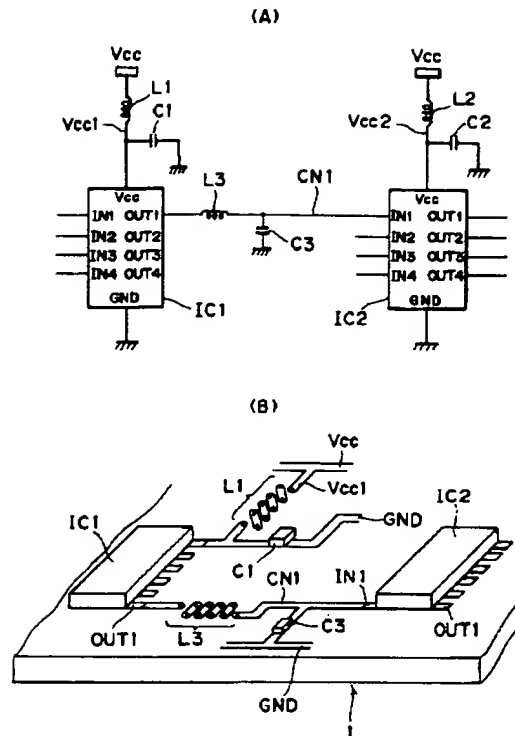 (A)
Vcc Vcc
L1 L2
Vcc1 C1 Vcc2 C2
L3 CN1
Vcc Vcc
IN1 OUT1 IN1 OUT1
IN2 OUT2 C3 IN2 OUT2
IN3 OUT3 IN3 OUT3
IN4 OUT4 IN4 OUT4
GND GND
IC1 IC2
(B)
Vcc
L1 Vcc1
IC1 GND IC2
C1
CN1 IN1
OUT1 L3 C3 OUT1
GND
1